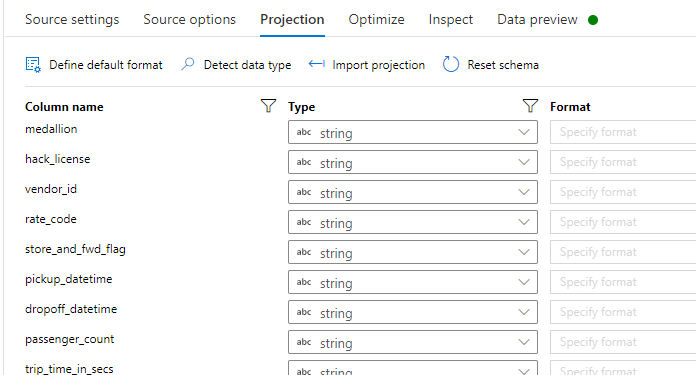 Source settings Source options Projection Optimize Inspect Data preview
Define default format Detect data type Import projection Reset schema
Column name Type Format
medallion abc string Specify format
hack_license abc string Specify format
vendor_id abc string Specify format
rate_code abc string Specify format
store_and_fwd_flag abc string Specify format
pickup_datetime abc string Specify format
dropoff_datetime abc string Specify format
passenger_count abc string Specify format
trip_time_in_secs abc string Specify format